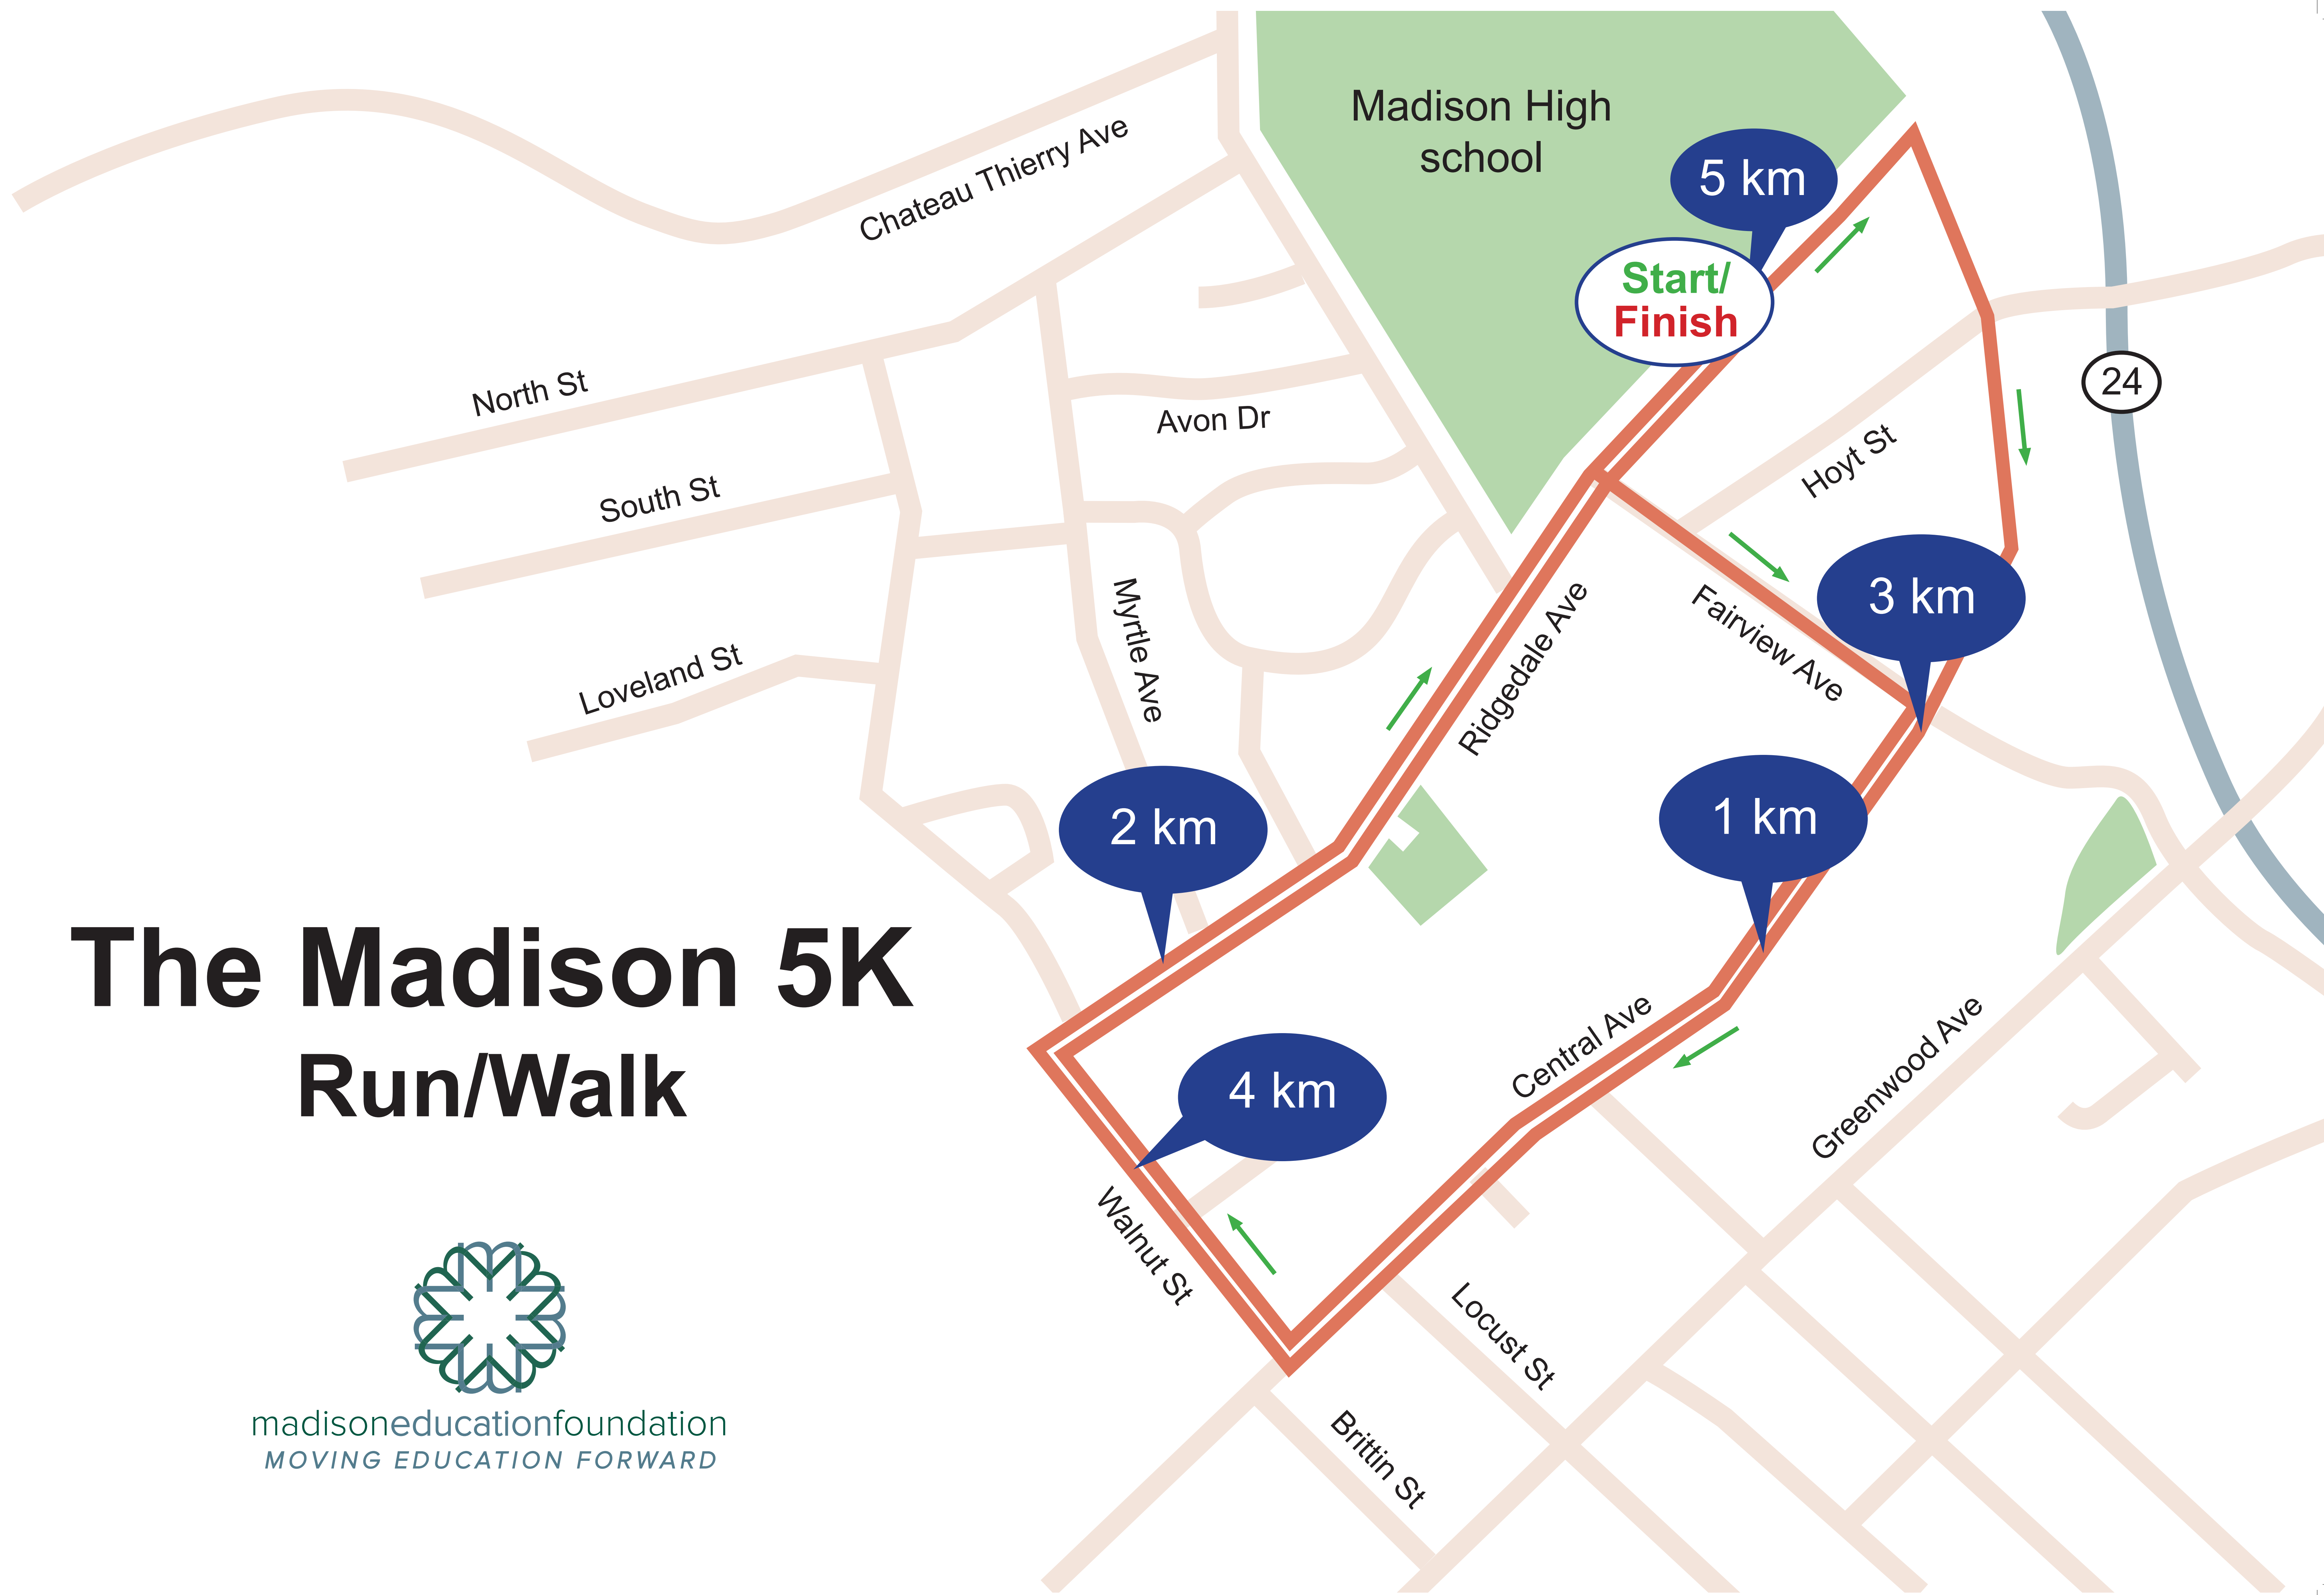 Madison High
school
Chateau Thierry Ave
5 km
Start/
Finish
24
North St
Avon Dr
Hoyt St
South St
3 km
Myrtle Ave
Ridgedale Ave
Fairview Ave
Loveland St
2 km
1 km
The Madison 5K
Run/Walk
4 km
Central Ave
Greenwood Ave
Walnut St
Locust St
Brittin St
madisoneducationfoundation
MOVING EDUCATION FORWARD